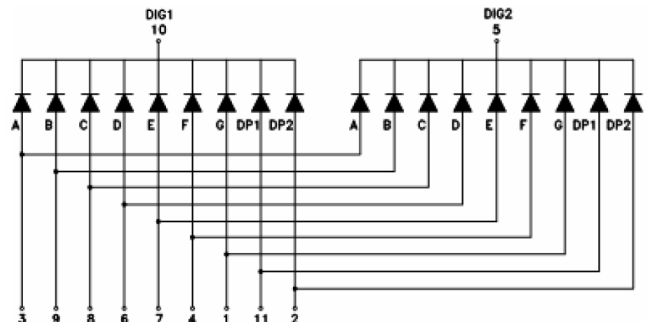 DIG1 DIG2
10 5
A B C D E F G DP1 DP2 A B C D E F G DP1 DP2
3 9 8 6 7 4 1 11 2